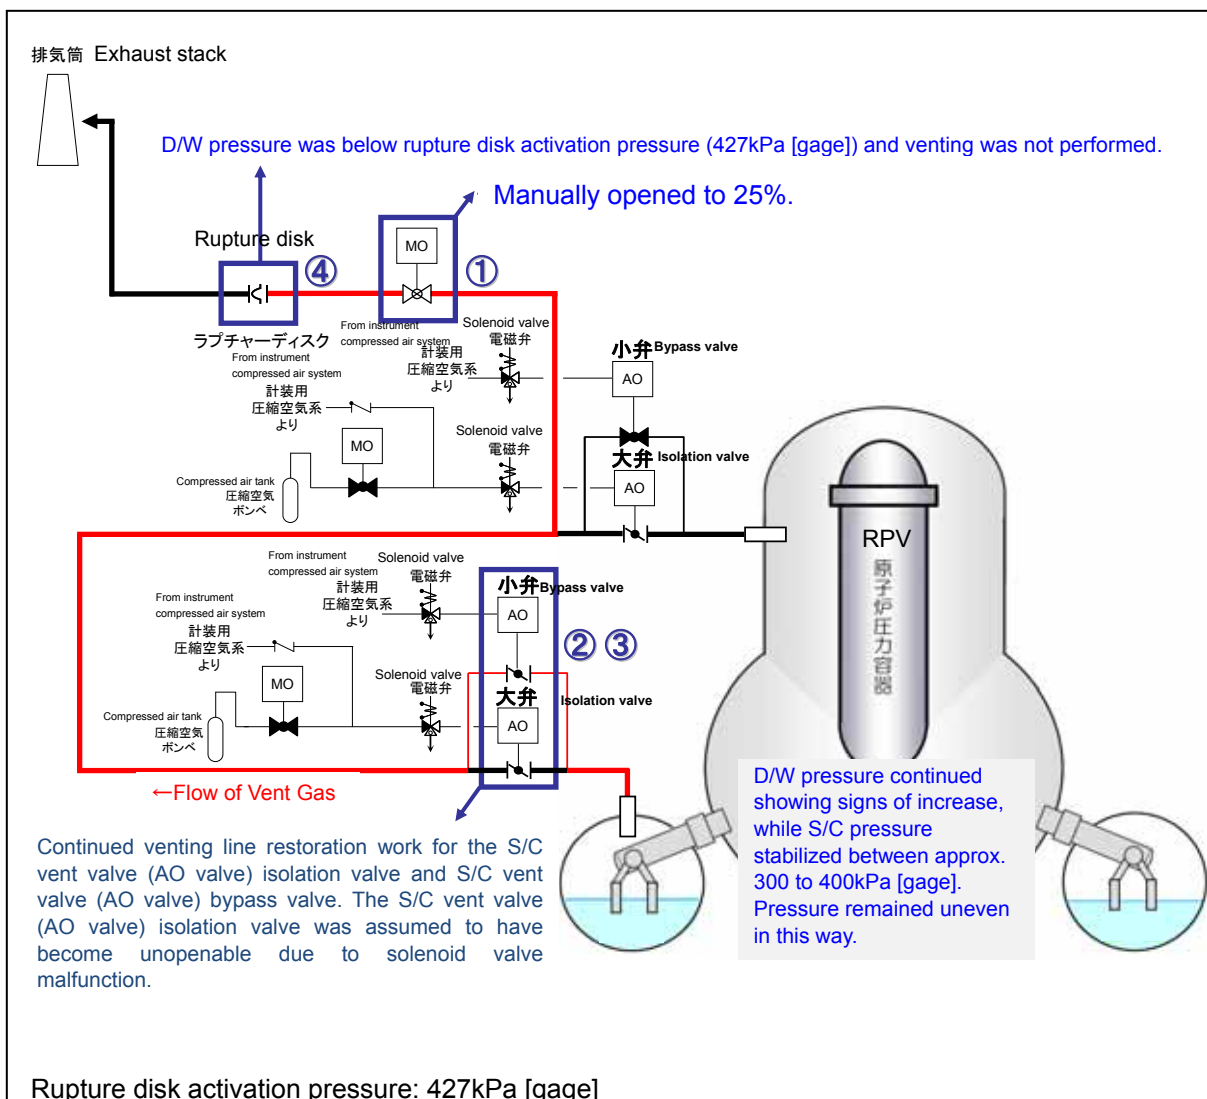 排気筒 Exhaust stack
D/W pressure was below rupture disk activation pressure (427kPa [gage]) and venting was not performed.
Manually opened to 25%.
MO
Rupture disk
④
①
ラプチャーディスク
From instrument
compressed air system
計装用
圧縮空気系
より
Solenoid valve
電磁弁
小弁 Bypass valve
AO
From instrument
compressed air system
計装用
圧縮空気系
より
MO
Solenoid valve
電磁弁
大弁 Isolation valve
AO
Compressed air tank
圧縮空気
ボンベ
RPV
原子炉圧力容器
From instrument
compressed air system
計装用
圧縮空気系
より
Solenoid valve
電磁弁
小弁 Bypass valve
AO
② ③
From instrument
compressed air system
計装用
圧縮空気系
より
MO
Solenoid valve
電磁弁
大弁 Isolation valve
AO
Compressed air tank
圧縮空気
ボンベ
←Flow of Vent Gas
D/W pressure continued
showing signs of increase,
while S/C pressure
stabilized between approx.
300 to 400kPa [gage].
Pressure remained uneven
in this way.
Continued venting line restoration work for the S/C
vent valve (AO valve) isolation valve and S/C vent
valve (AO valve) bypass valve. The S/C vent valve
(AO valve) isolation valve was assumed to have
become unopenable due to solenoid valve
malfunction.
Rupture disk activation pressure: 427kPa [gage]